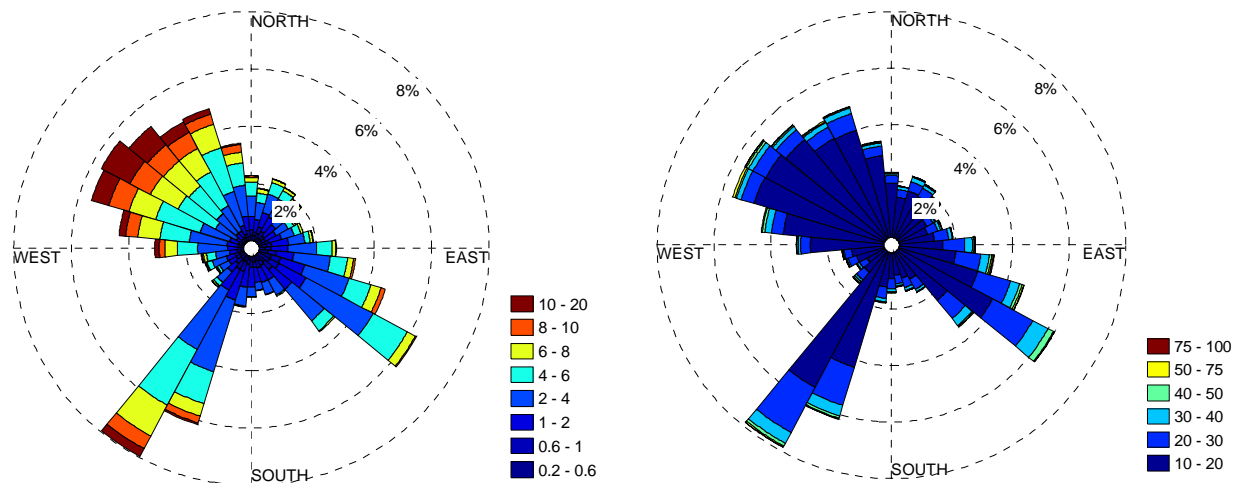 NORTH
8%
6%
4%
2%
WEST
EAST
SOUTH
10 - 20
8 - 10
6 - 8
4 - 6
2 - 4
1 - 2
0.6 - 1
0.2 - 0.6
NORTH
8%
6%
4%
2%
WEST
EAST
SOUTH
75 - 100
50 - 75
40 - 50
30 - 40
20 - 30
10 - 20